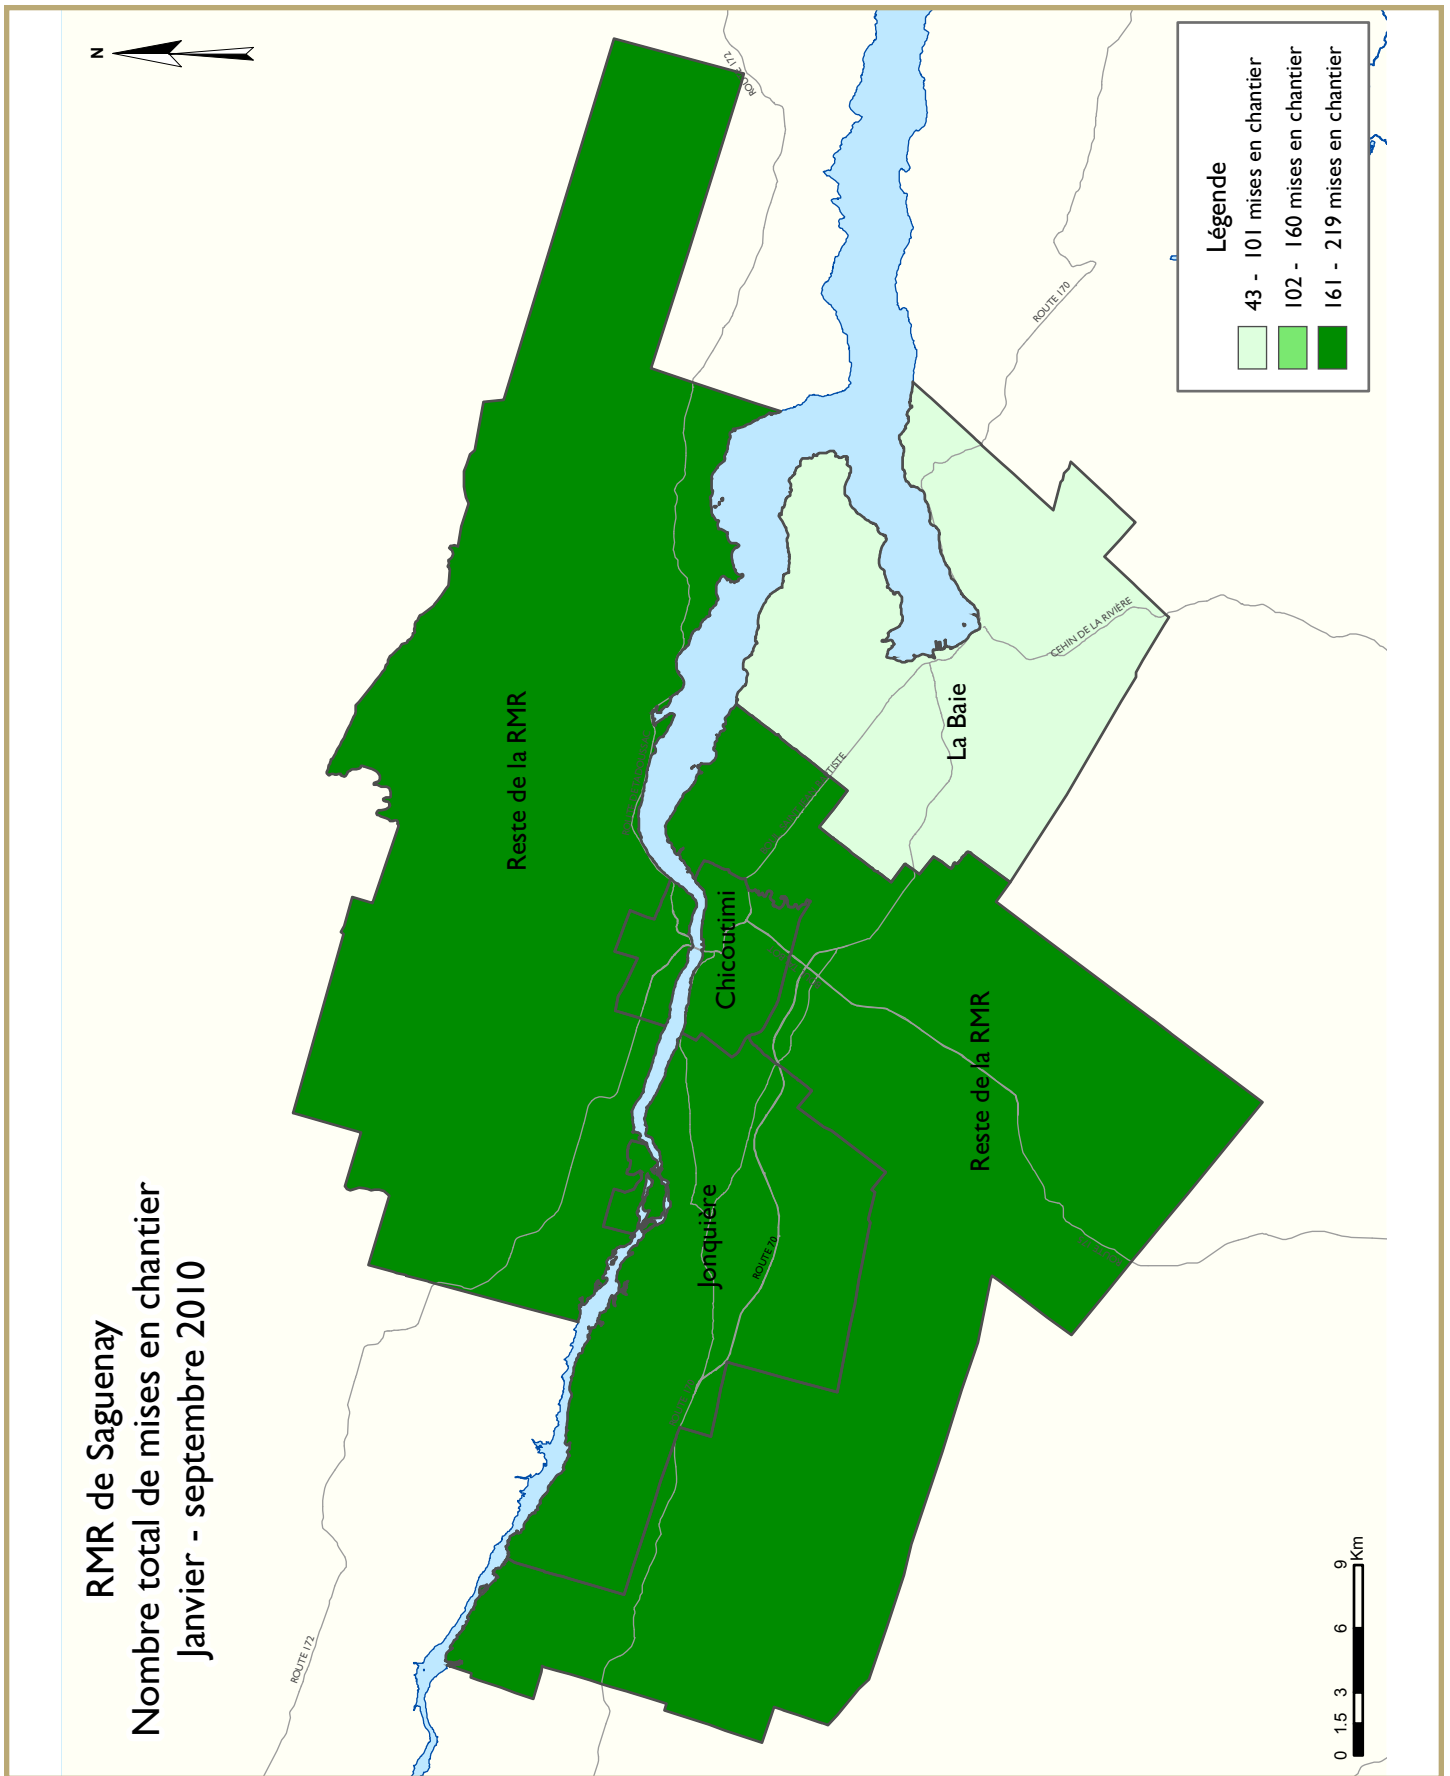 RMR de Saguenay
Nombre total de mises en chantier
Janvier - septembre 2010
N
ROUTE 172
ROUTE 172
Reste de la RMR
Chicoutimi
Jonquière
ROUTE 70
La Baie
TISTE
CEHIN DE LA RIVIÈRE
ROUTE 170
Reste de la RMR
Légende
43 - 101 mises en chantier
102 - 160 mises en chantier
161 - 219 mises en chantier
0 1.5 3 6 9
Km